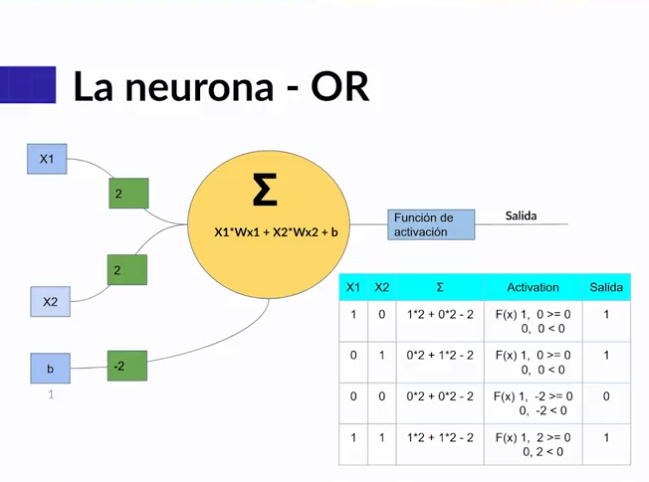 La neurona - OR
X1
2
Σ
X1*Wx1 + X2*Wx2 + b
Función de
activación
Salida
2
X2
b
1
-2
X1 X2 Σ Activation Salida
1 0 1*2 + 0*2 - 2 F(x) 1, 0 >= 0
0, 0 < 0 1
0 1 0*2 + 1*2 - 2 F(x) 1, 0 >= 0
0, 0 < 0 1
0 0 0*2 + 0*2 - 2 F(x) 1, -2 >= 0
0, -2 < 0 0
1 1 1*2 + 1*2 - 2 F(x) 1, 2 >= 0
0, 2 < 0 1